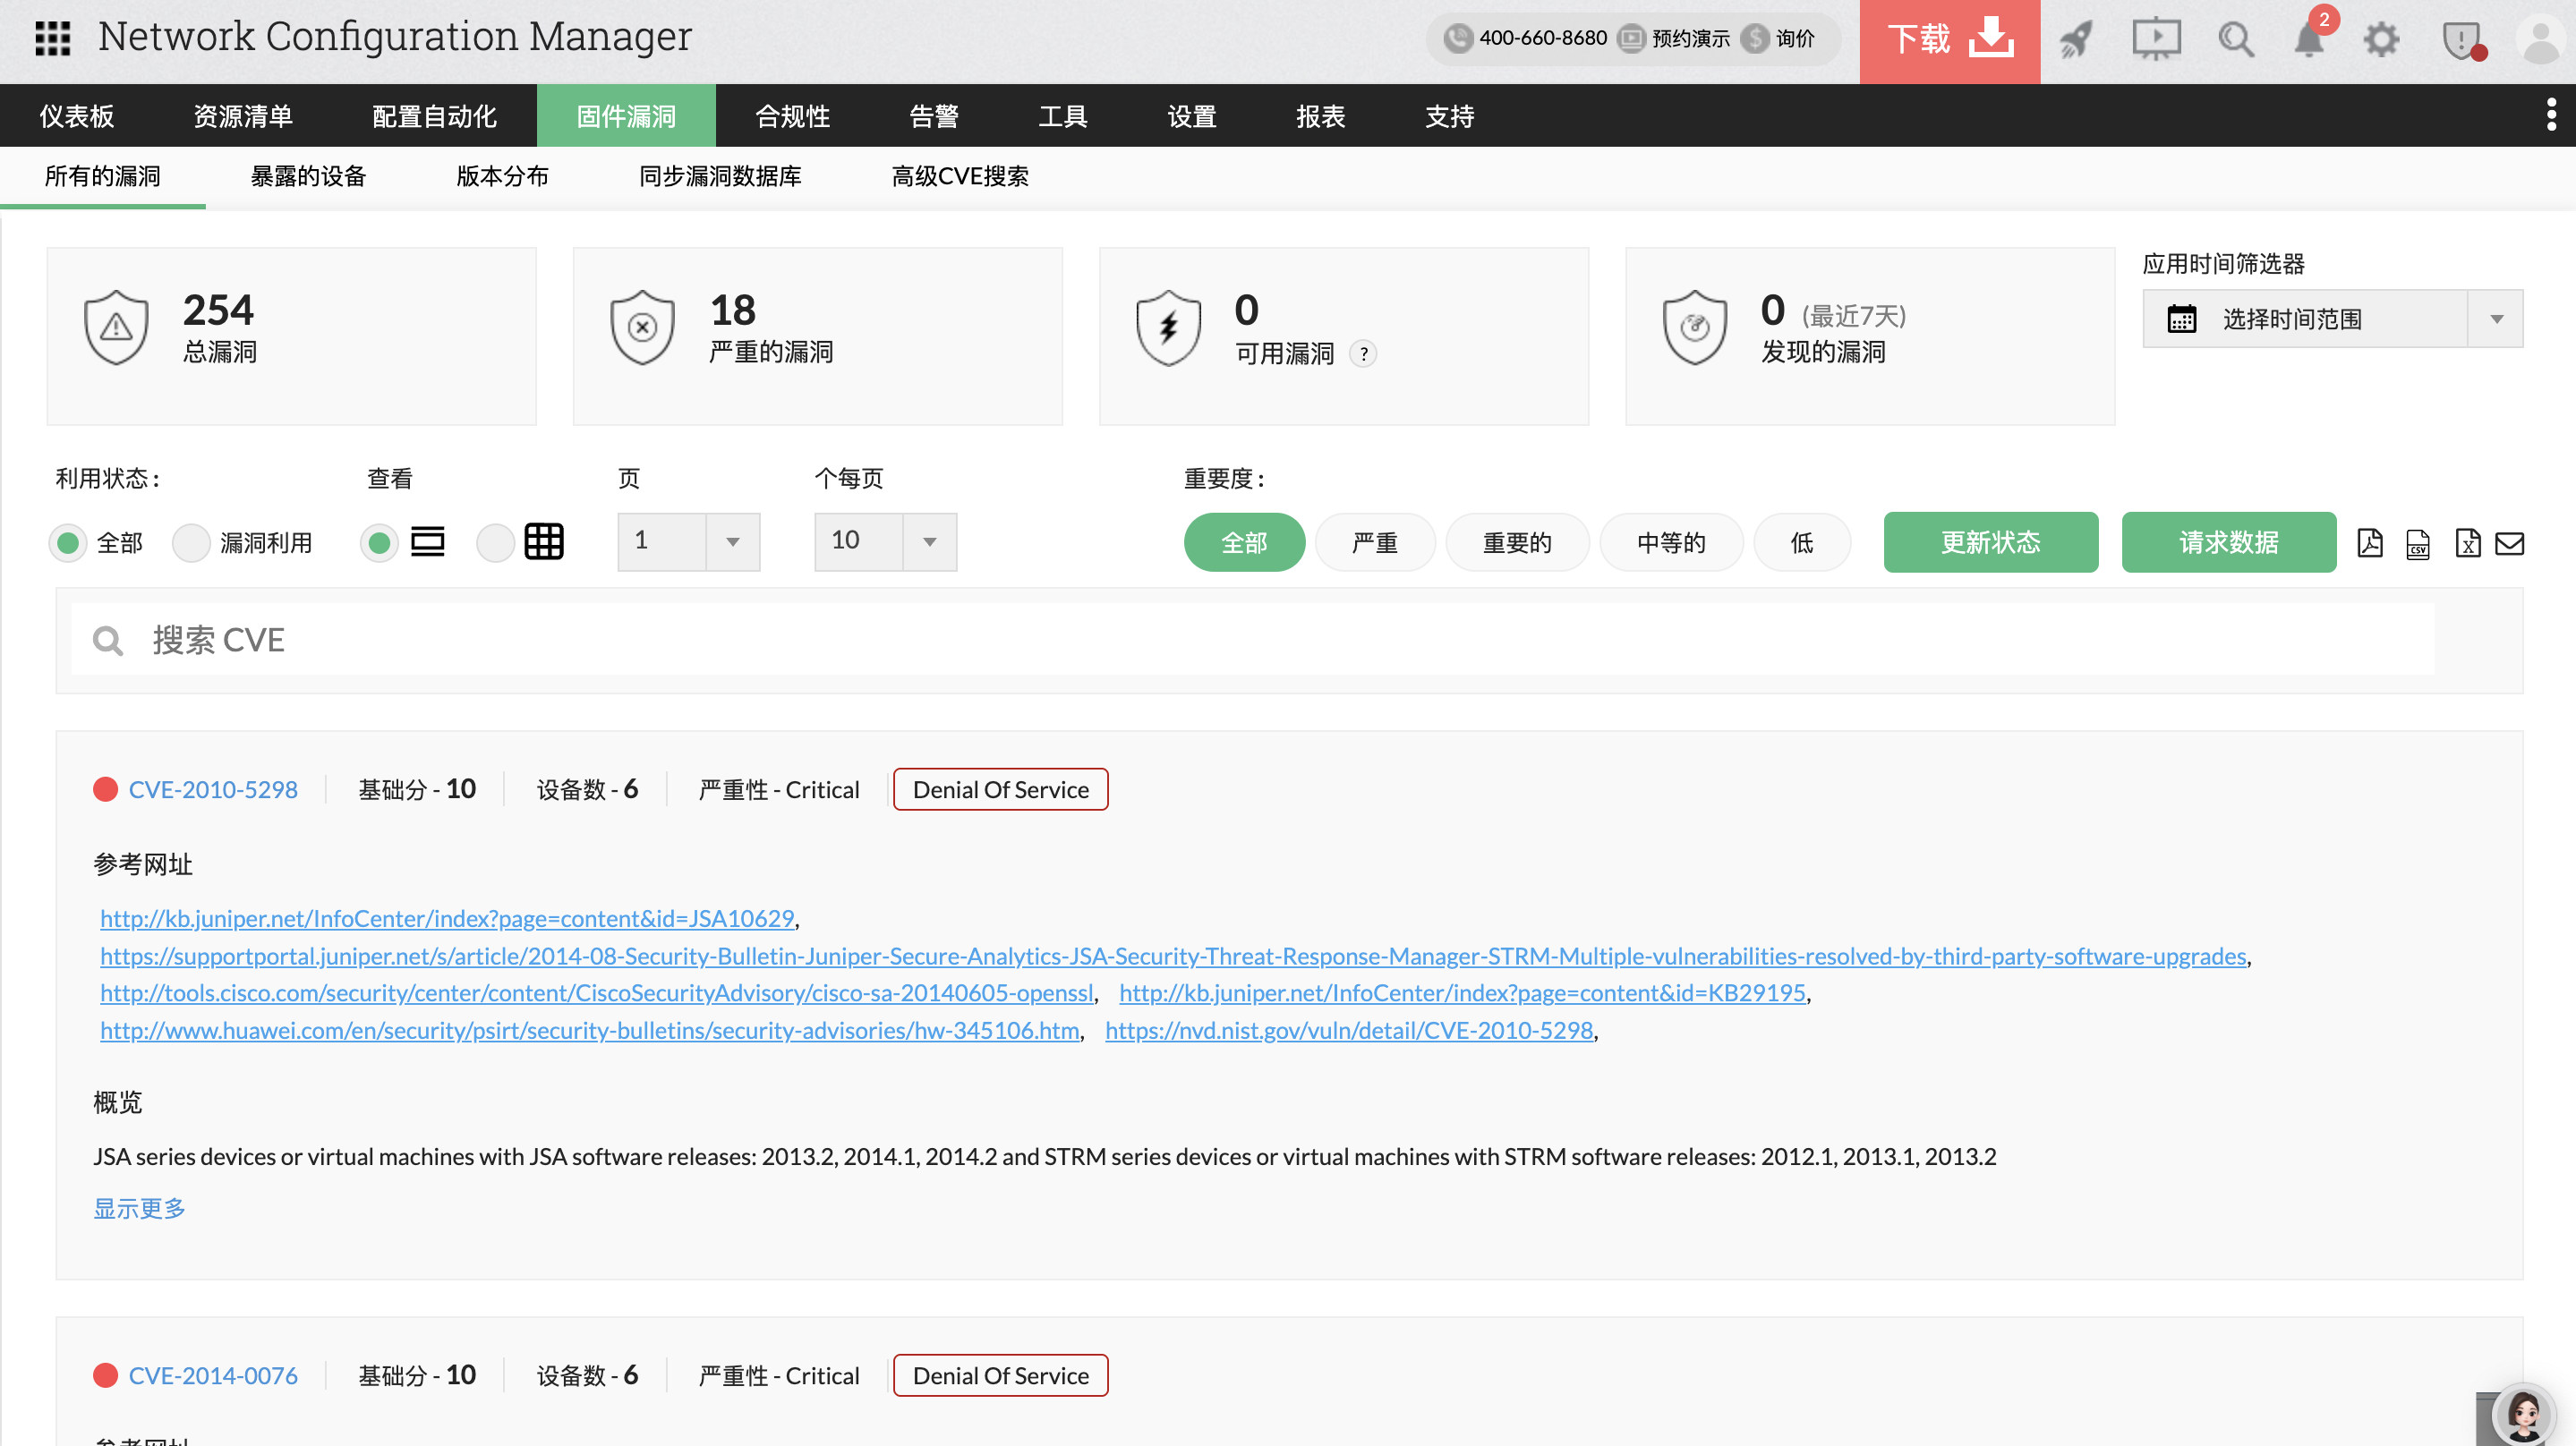 Network Configuration Manager
400-660-8680 预约演示 询价
下载
2
仪表板 资源清单 配置自动化 固件漏洞 合规性 告警 工具 设置 报表 支持
所有的漏洞 暴露的设备 版本分布 同步漏洞数据库 高级CVE搜索
254
总漏洞
18
严重的漏洞
0
可用漏洞 ?
0 (最近7天)
发现的漏洞
应用时间筛选器
选择时间范围
利用状态: 查看 页 个每页 重要度:
全部 漏洞利用 1 10 全部 严重 重要的 中等的 低 更新状态 请求数据
搜索 CVE
CVE-2010-5298 基础分 - 10 设备数 - 6 严重性 - Critical Denial Of Service
参考网址
http://kb.juniper.net/InfoCenter/index?page=content&id=JSA10629,
https://supportportal.juniper.net/s/article/2014-08-Security-Bulletin-Juniper-Secure-Analytics-JSA-Security-Threat-Response-Manager-STRM-Multiple-vulnerabilities-resolved-by-third-party-software-upgrades,
http://tools.cisco.com/security/center/content/CiscoSecurityAdvisory/cisco-sa-20140605-openssl, http://kb.juniper.net/InfoCenter/index?page=content&id=KB29195,
http://www.huawei.com/en/security/psirt/security-bulletins/security-advisories/hw-345106.htm, https://nvd.nist.gov/vuln/detail/CVE-2010-5298,
概览
JSA series devices or virtual machines with JSA software releases: 2013.2, 2014.1, 2014.2 and STRM series devices or virtual machines with STRM software releases: 2012.1, 2013.1, 2013.2
显示更多
CVE-2014-0076 基础分 - 10 设备数 - 6 严重性 - Critical Denial Of Service